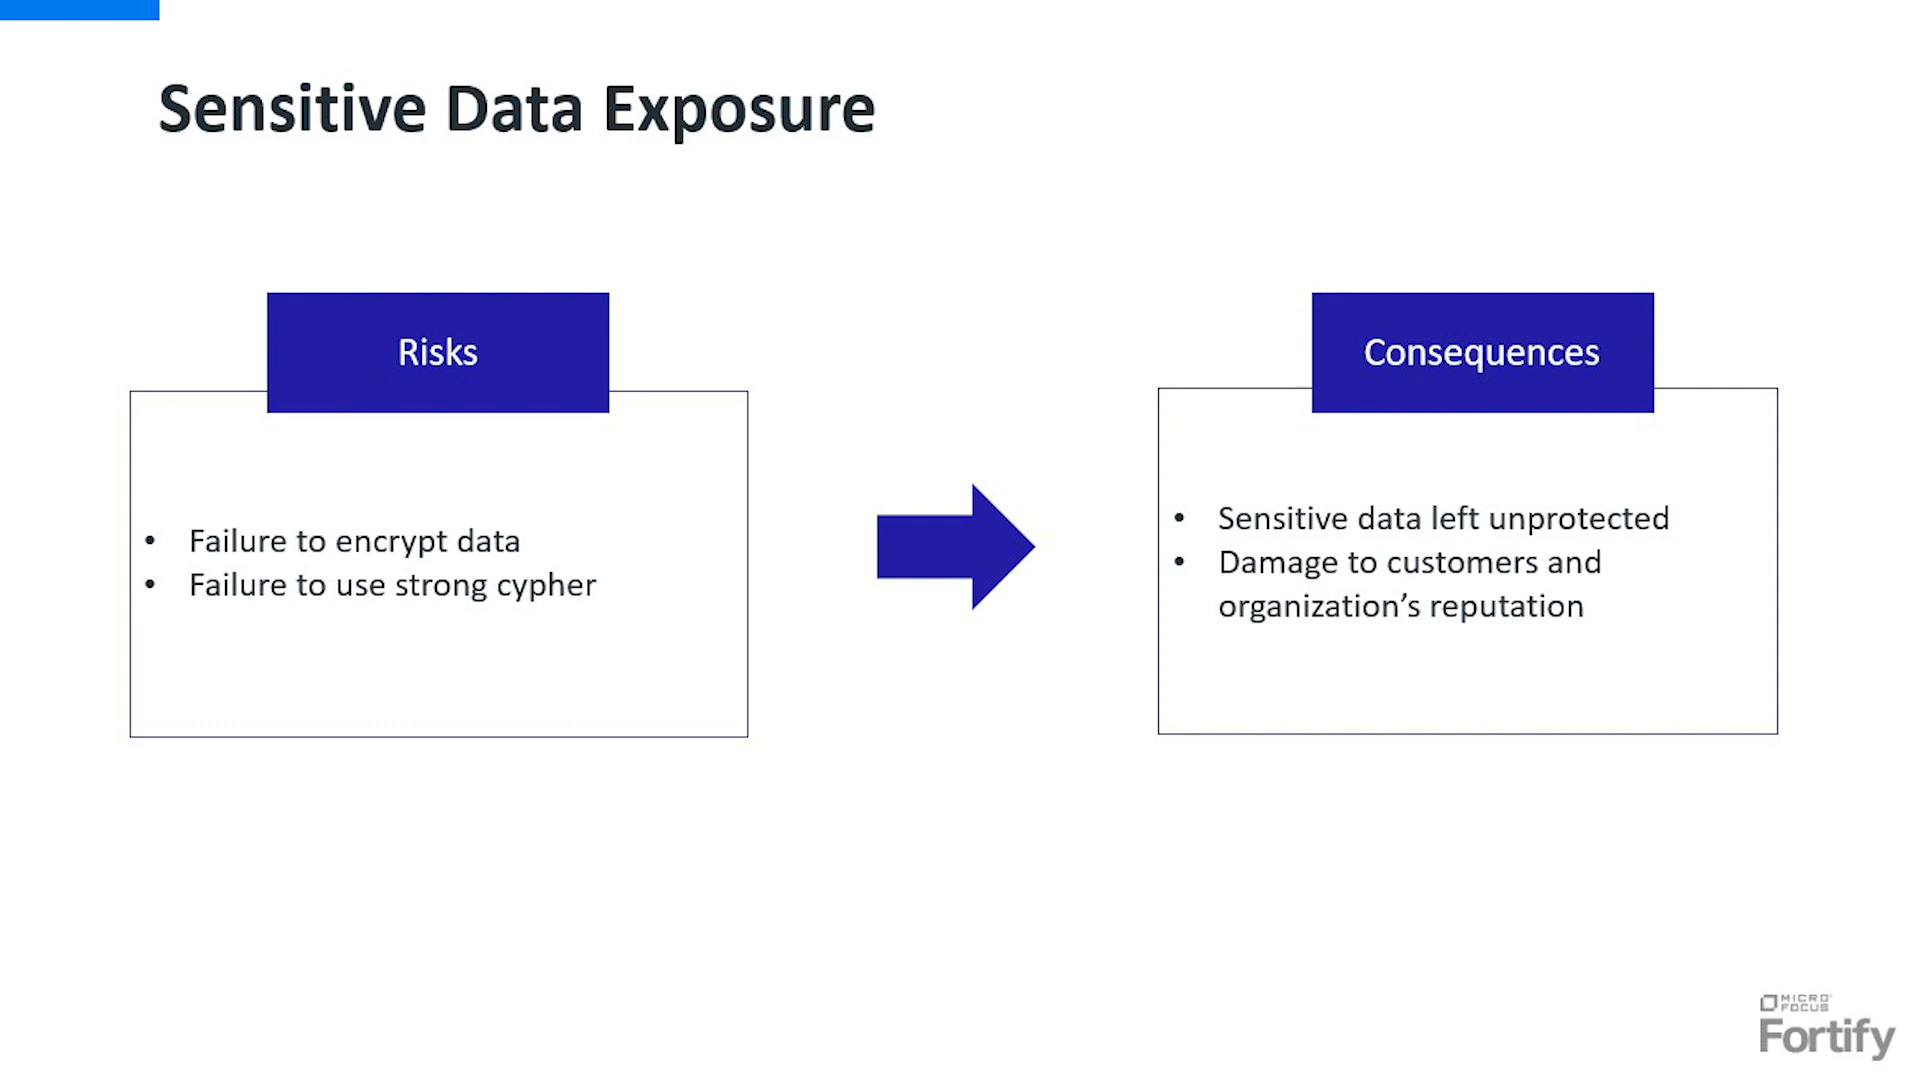 Sensitive Data Exposure
Risks
• Failure to encrypt data
• Failure to use strong cypher
Consequences
• Sensitive data left unprotected
• Damage to customers and
organization’s reputation
MICRO
FOCUS
Fortify